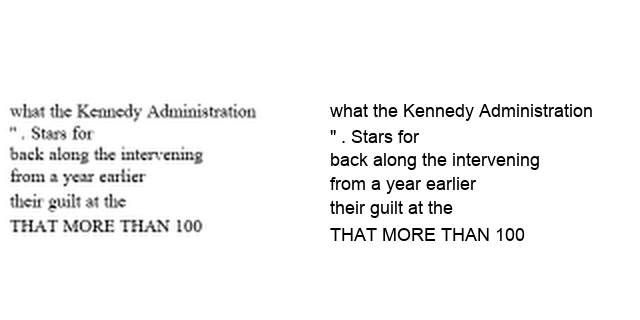 what the Kennedy Administration
" . Stars for
back along the intervening
from a year earlier
their guilt at the
THAT MORE THAN 100
what the Kennedy Administration
" . Stars for
back along the intervening
from a year earlier
their guilt at the
THAT MORE THAN 100